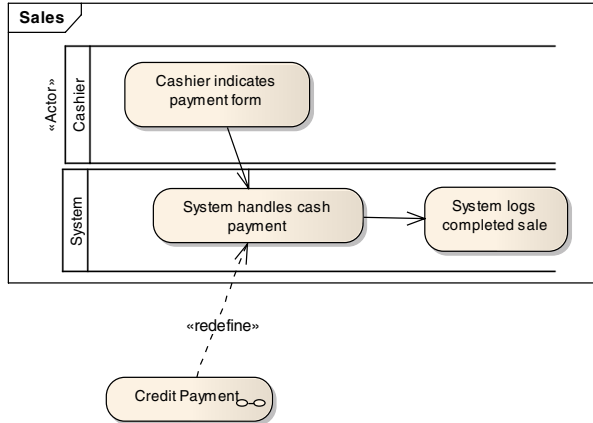 Sales
«Actor»
Cashier
Cashier indicates
payment form
System
System handles cash
payment
System logs
completed sale
«redefine»
Credit Payment